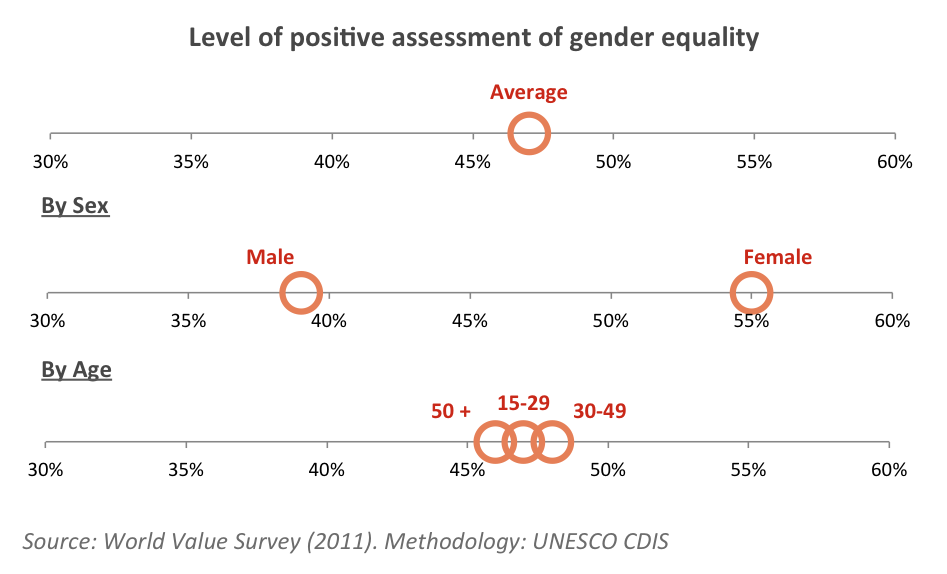 Level of positive assessment of gender equality
Average
30% 35% 40% 45% 50% 55% 60%
By Sex
Male Female
30% 35% 40% 45% 50% 55% 60%
By Age
50 + 15-29 30-49
30% 35% 40% 45% 50% 55% 60%
Source: World Value Survey (2011). Methodology: UNESCO CDIS